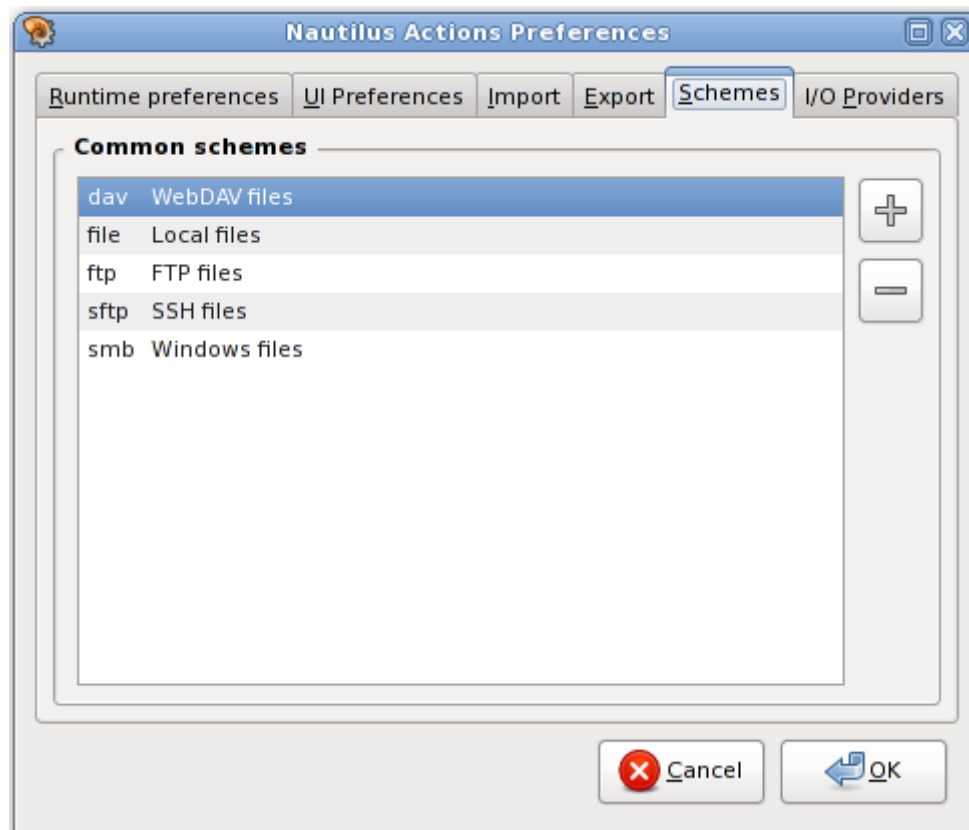 Nautilus Actions Preferences
Runtime preferences UI Preferences Import Export Schemes I/O Providers
Common schemes
dav WebDAV files
file Local files
ftp FTP files
sftp SSH files
smb Windows files
Cancel OK